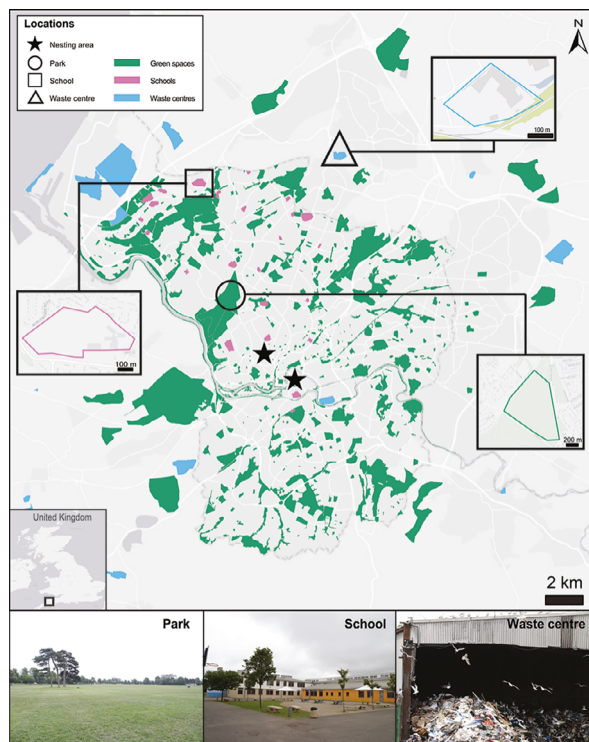 Locations
Nesting area
Park
Green spaces
School
Schools
Waste centre
Waste centres
N
100 m
100 m
200 m
United Kingdom
2 km
Park
School
Waste centre